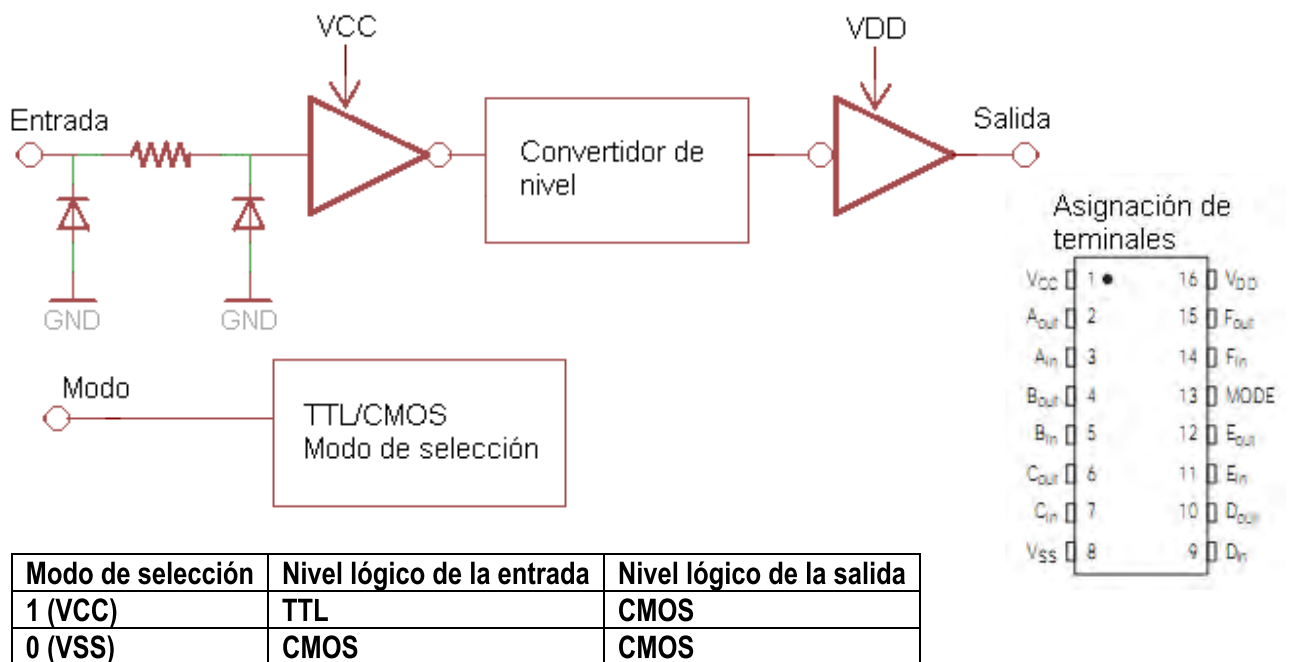 VCC
VDD
Entrada
Salida
Convertidor de
nivel
GND
GND
Asignación de
teminales
VCC 1 16 VDD
Aout 2 15 Fout
Ain 3 14 Fin
Bout 4 13 MODE
Bin 5 12 Eout
Cout 6 11 Ein
Cin 7 10 Dout
VSS 8 9 Din
Modo
TTL/CMOS
Modo de selección
Modo de selección Nivel lógico de la entrada Nivel lógico de la salida
1 (VCC) TTL CMOS
0 (VSS) CMOS CMOS